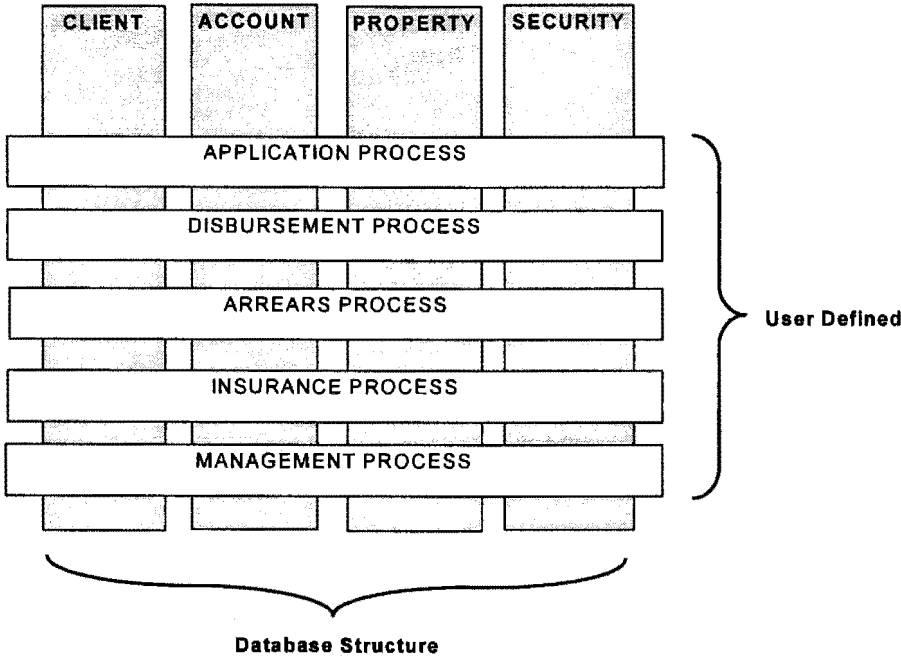 CLIENT ACCOUNT PROPERTY SECURITY
APPLICATION PROCESS
DISBURSEMENT PROCESS
ARREARS PROCESS
User Defined
INSURANCE PROCESS
MANAGEMENT PROCESS
Database Structure